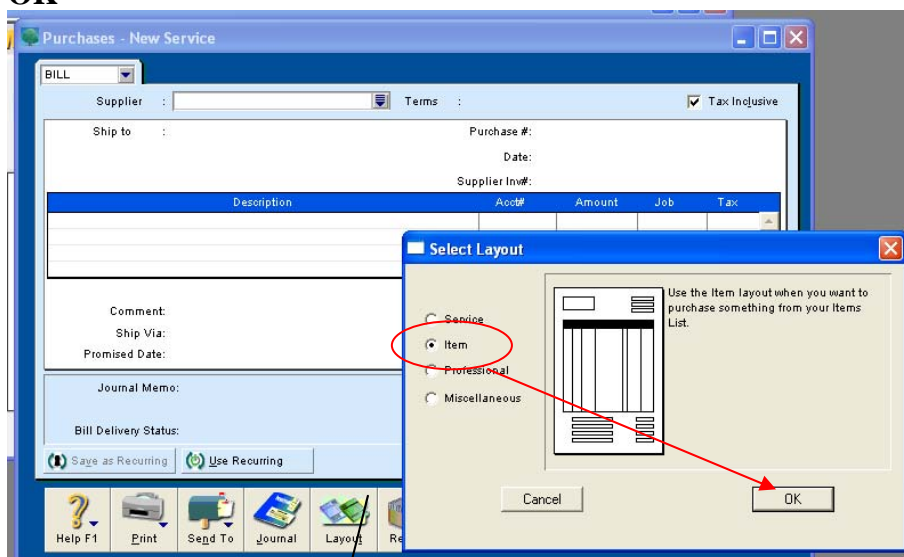 OK
Purchases - New Service
BILL
Supplier :
Terms :
Tax Inclusive
Ship to :
Purchase #:
Date:
Supplier Inv#:
Description Acct# Amount Job Tax
Select Layout
Use the Item layout when you want to
purchase something from your Items
List.
Service
Item
Professional
Miscellaneous
Comment:
Ship Via:
Promised Date:
Journal Memo:
Bill Delivery Status:
Save as Recurring Use Recurring
Cancel OK
Help F1 Print Send To Journal Layout